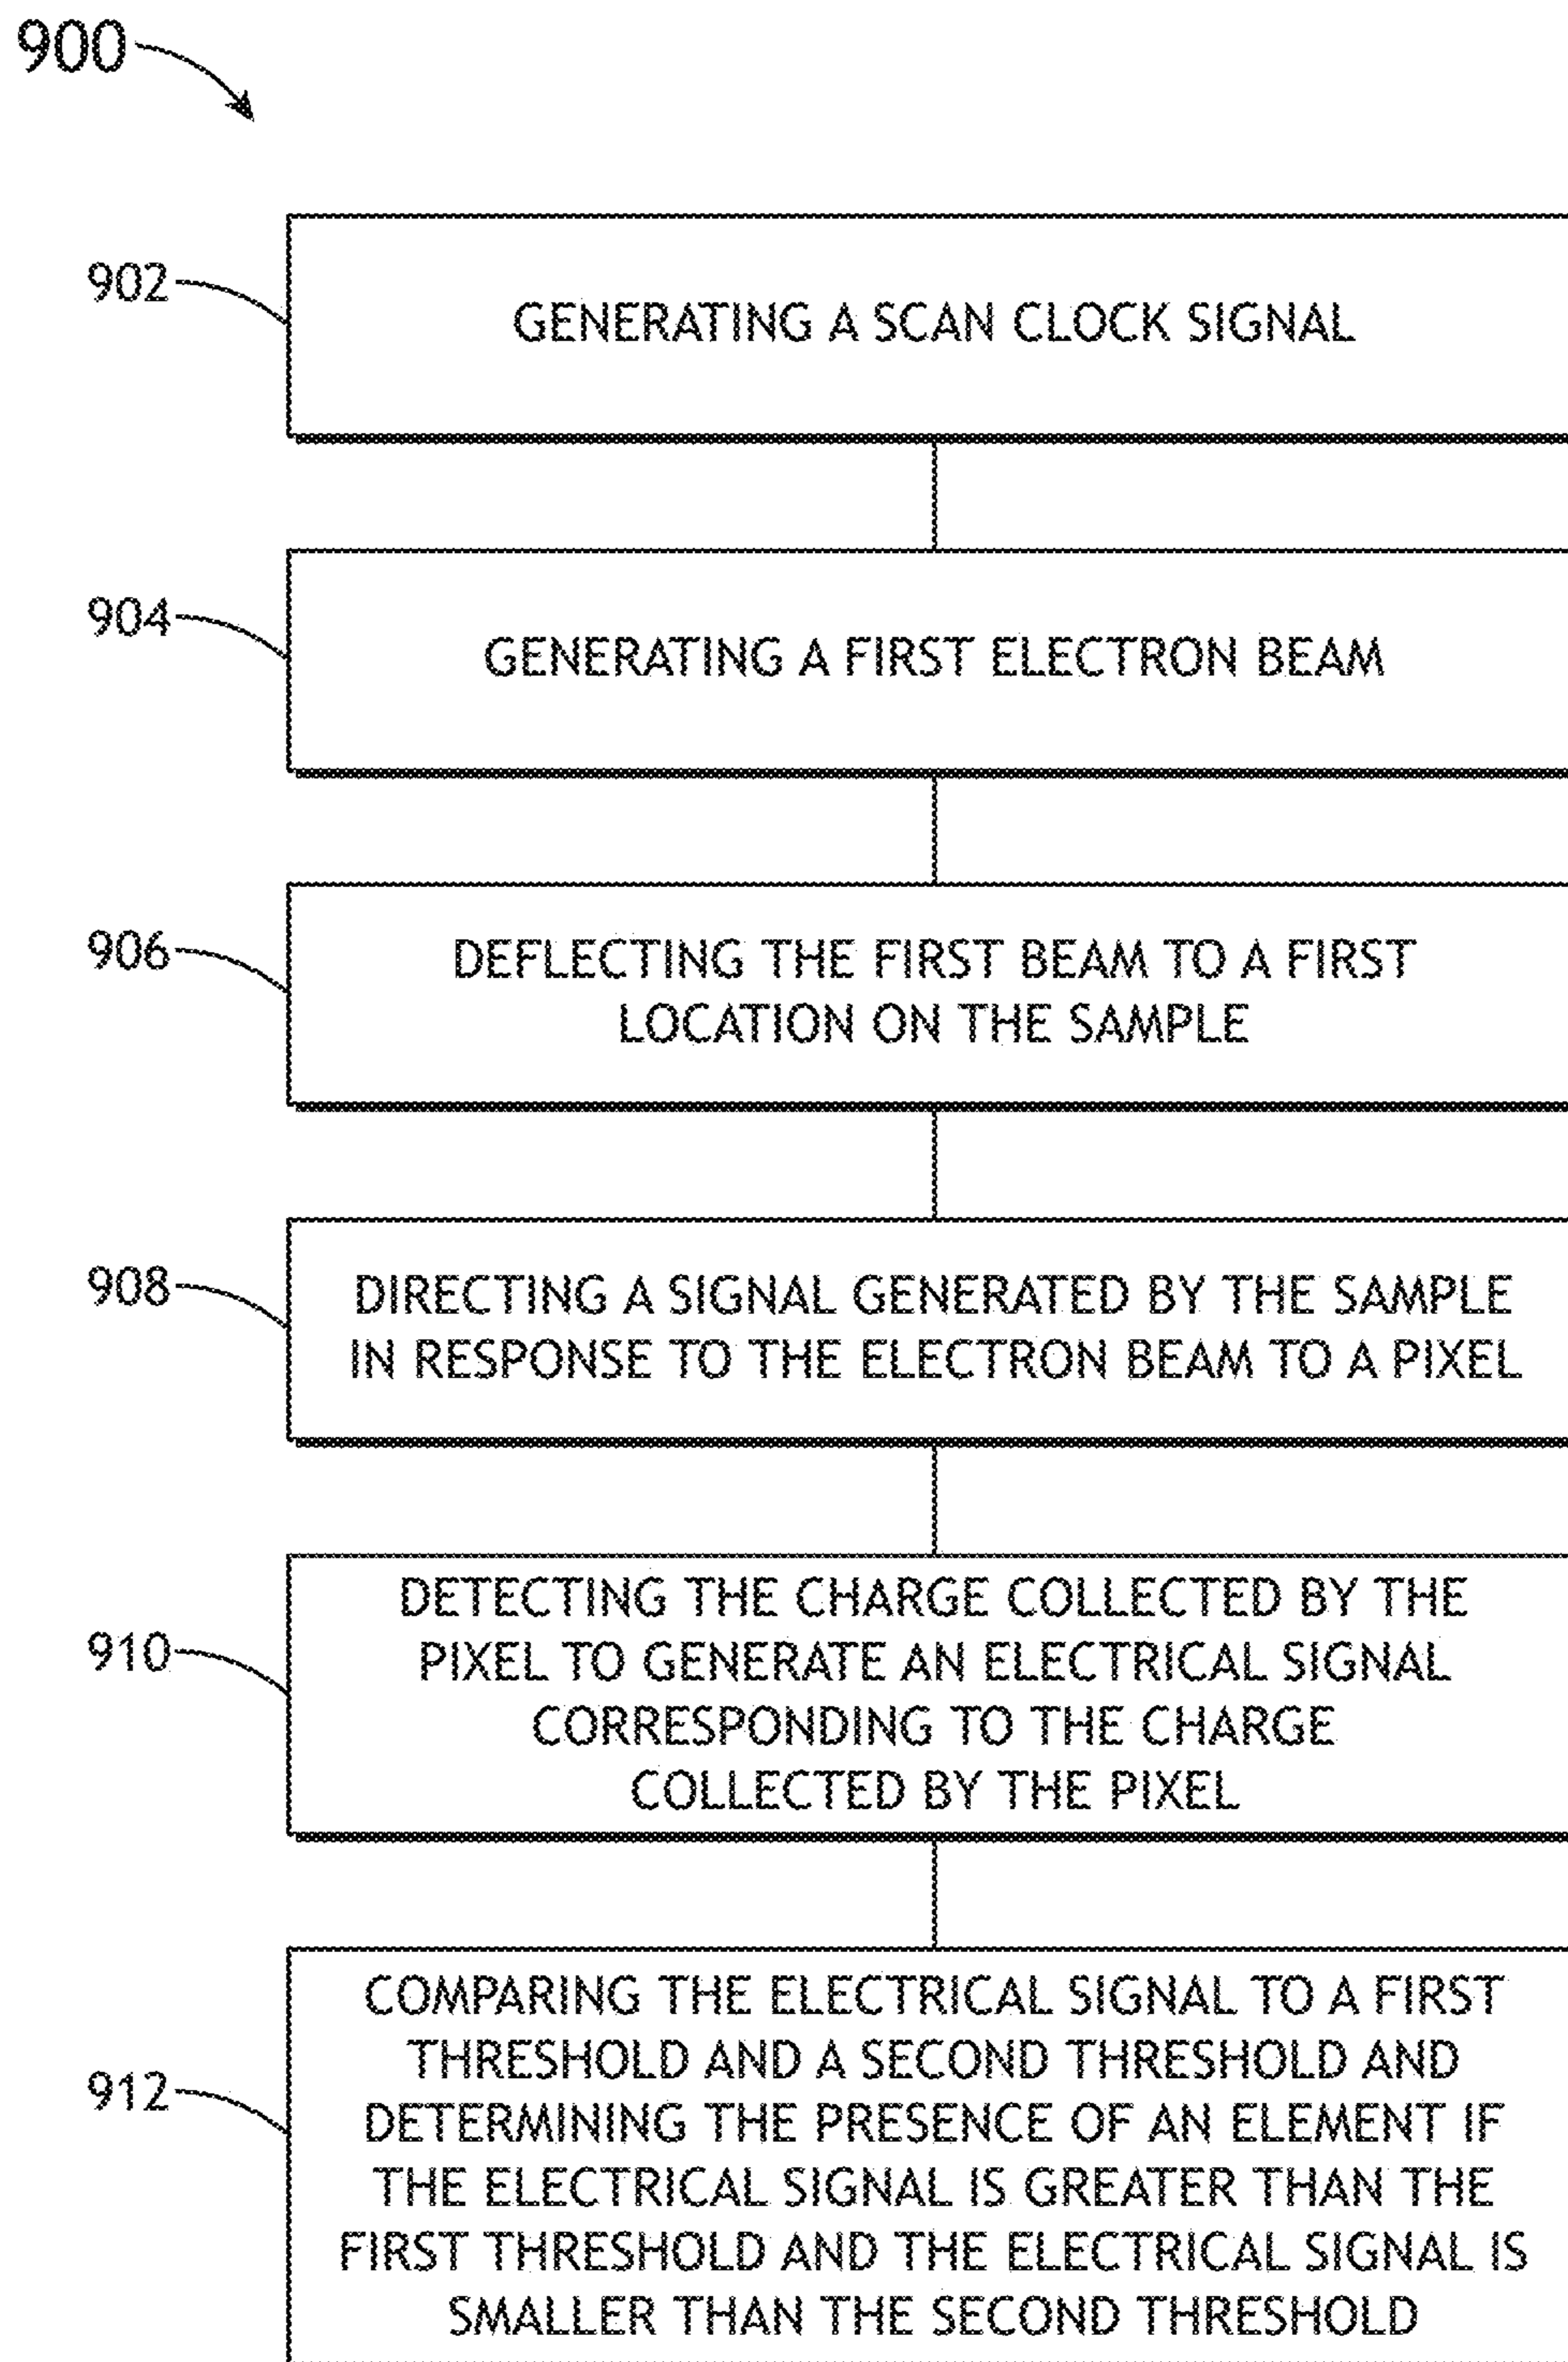 900
902
GENERATING A SCAN CLOCK SIGNAL
904
GENERATING A FIRST ELECTRON BEAM
906
DEFLECTING THE FIRST BEAM TO A FIRST
LOCATION ON THE SAMPLE
908
DIRECTING A SIGNAL GENERATED BY THE SAMPLE
IN RESPONSE TO THE ELECTRON BEAM TO A PIXEL
910
DETECTING THE CHARGE COLLECTED BY THE
PIXEL TO GENERATE AN ELECTRICAL SIGNAL
CORRESPONDING TO THE CHARGE
COLLECTED BY THE PIXEL
912
COMPARING THE ELECTRICAL SIGNAL TO A FIRST
THRESHOLD AND A SECOND THRESHOLD AND
DETERMINING THE PRESENCE OF AN ELEMENT IF
THE ELECTRICAL SIGNAL IS GREATER THAN THE
FIRST THRESHOLD AND THE ELECTRICAL SIGNAL IS
SMALLER THAN THE SECOND THRESHOLD